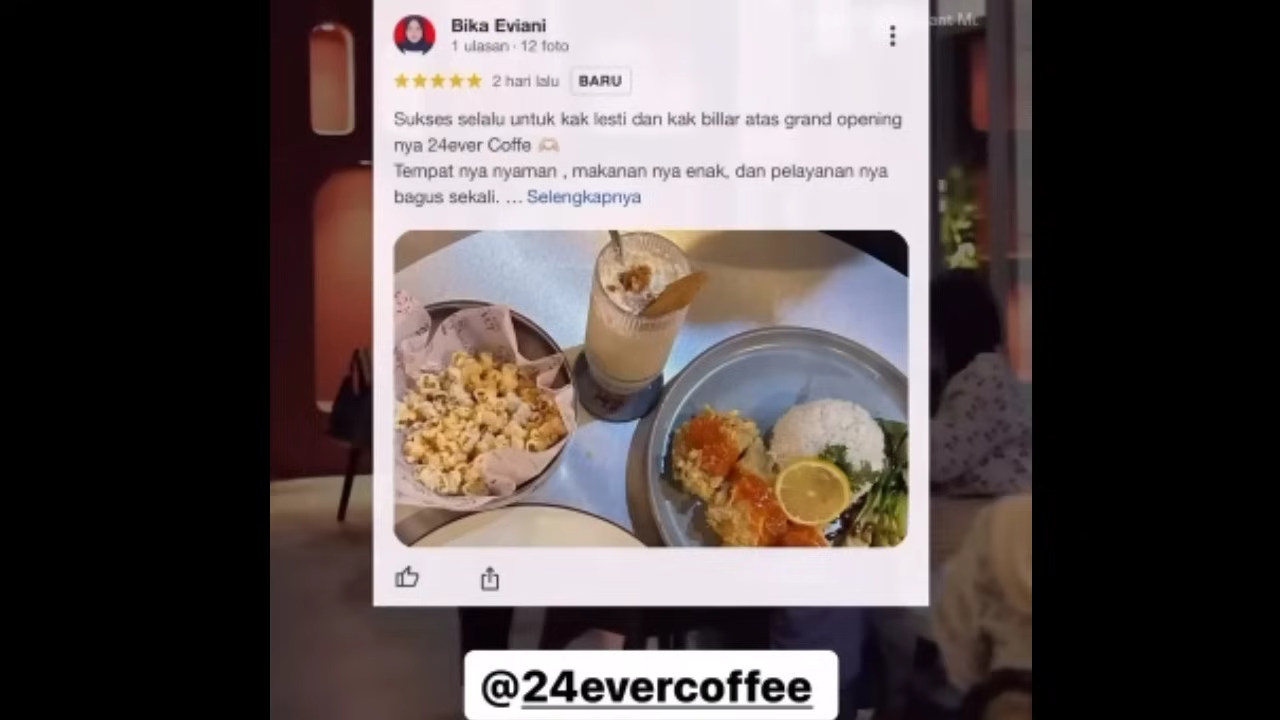 Bika Eviani
1 ulasan · 12 foto
2 hari lalu BARU
Sukses selalu untuk kak lesti dan kak billar atas grand opening
nya 24ever Coffe 🫶🏻
Tempat nya nyaman , makanan nya enak, dan pelayanan nya
bagus sekali. … Selengkapnya
@24evercoffee